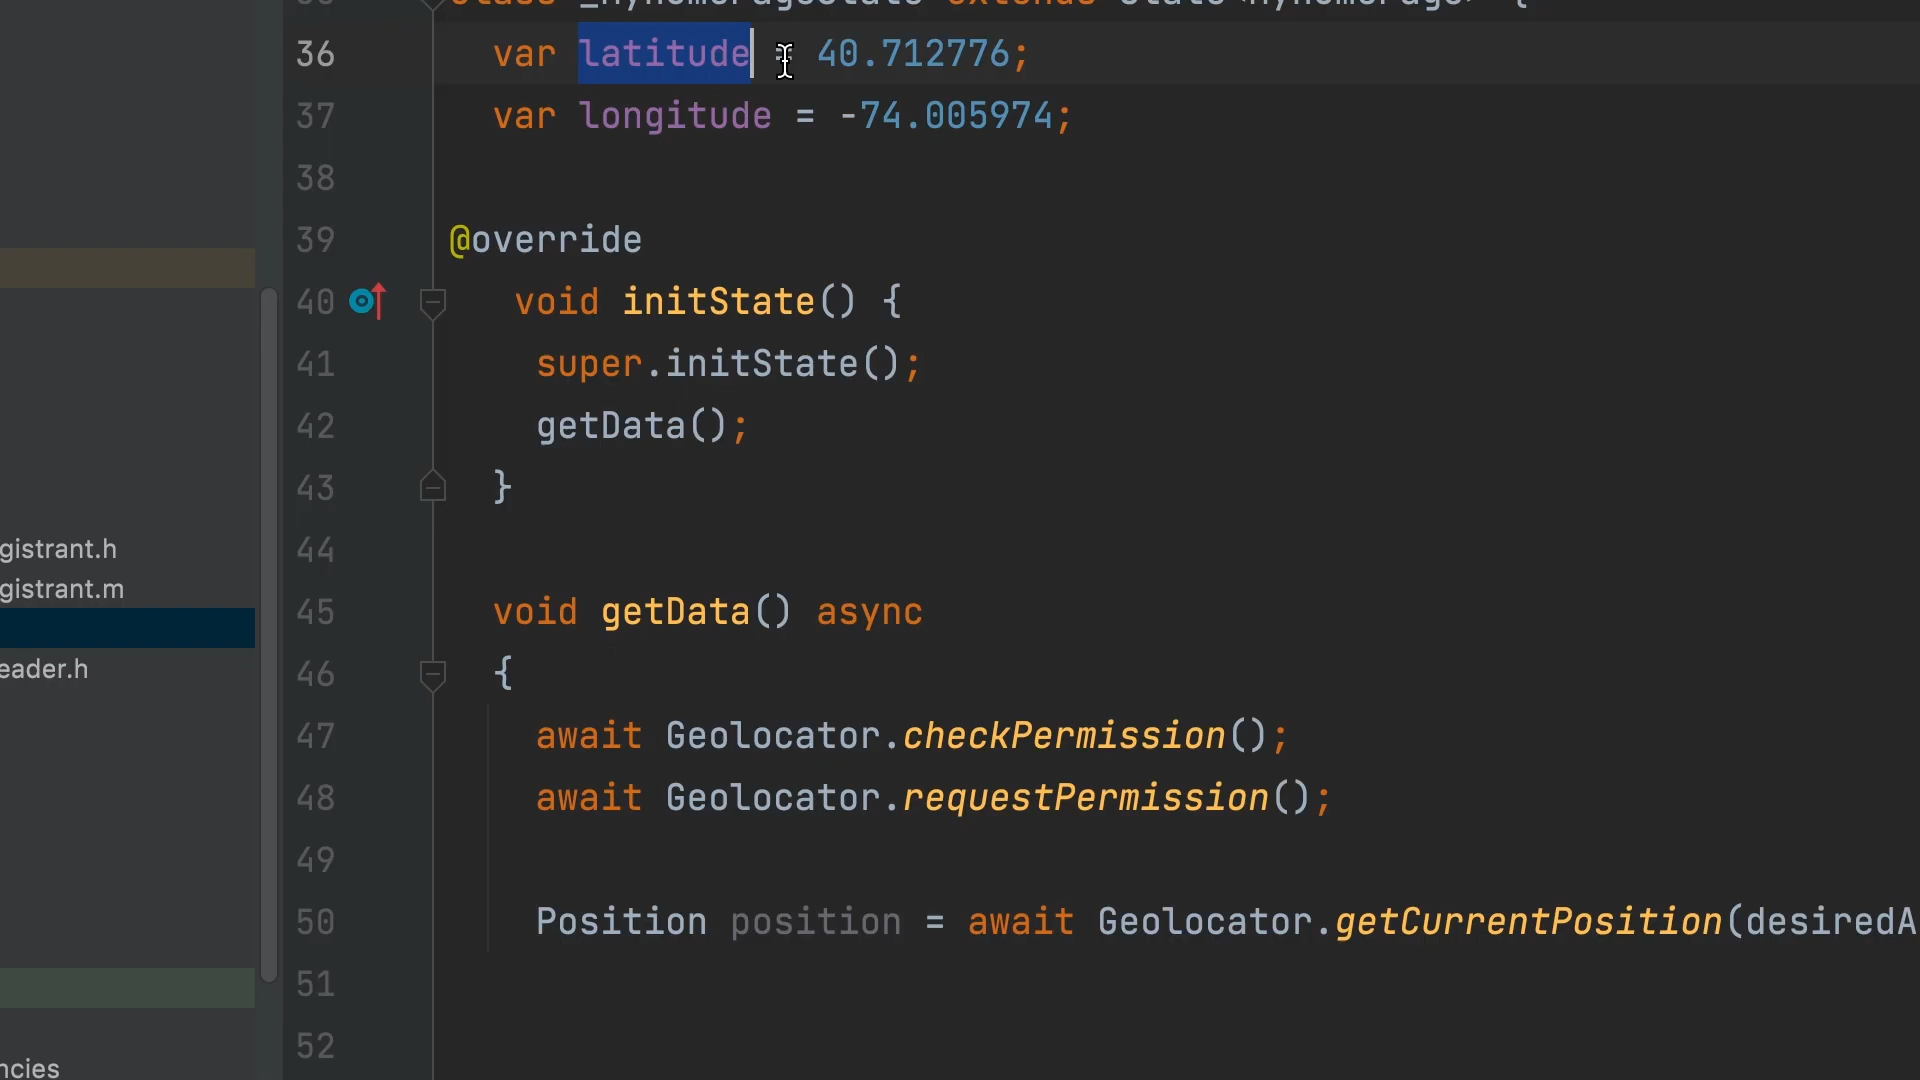 36 var latitude = 40.712776;
37 var longitude = -74.005974;
38
39 @override
40 void initState() {
41 super.initState();
42 getData();
43 }
44
45 void getData() async
46 {
47 await Geolocator.checkPermission();
48 await Geolocator.requestPermission();
49
50 Position position = await Geolocator.getCurrentPosition(desiredA
51
52
gistrant.h
gistrant.m
eader.h
ncies